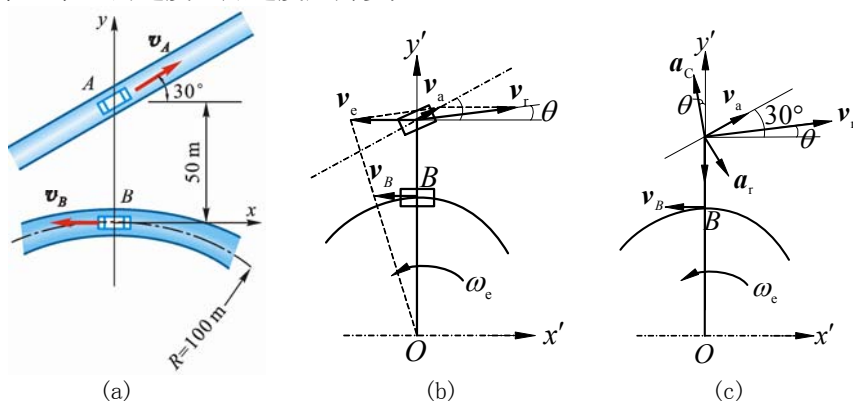 y
v_A
A
30°
50 m
v_B
B
x
R=100 m
(a)
y′
v_e
v_a
v_r
θ
v_B
B
ω_e
O
x′
(b)
y′
a_C
θ
v_a
30°
v_r
θ
a_r
v_B
B
ω_e
O
x′
(c)